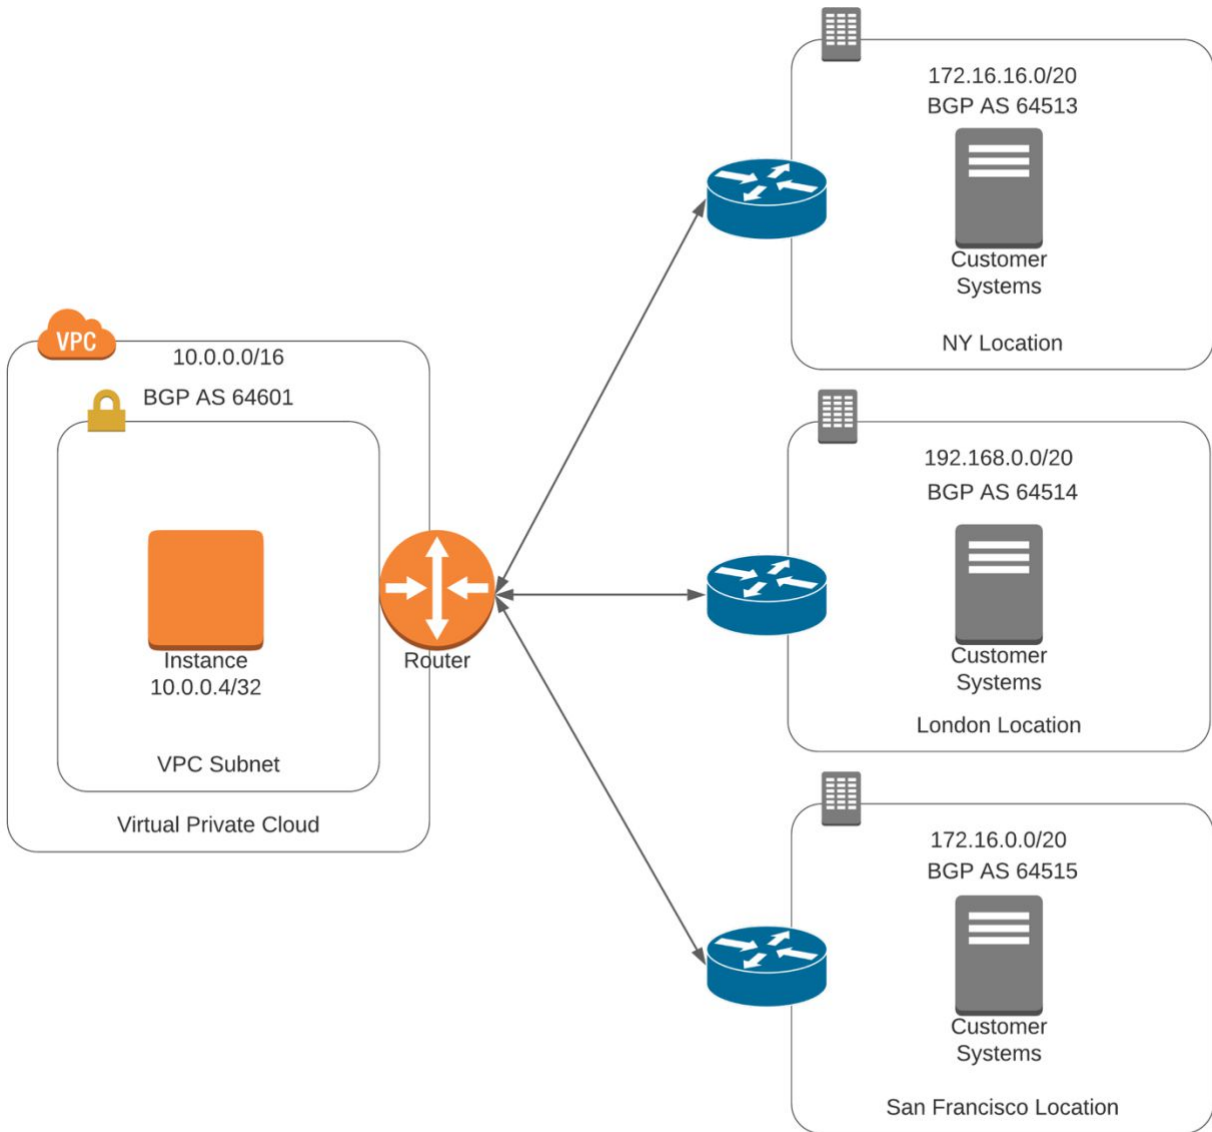 VPC
10.0.0.0/16
BGP AS 64601
Instance
10.0.0.4/32
VPC Subnet
Virtual Private Cloud
Router
172.16.16.0/20
BGP AS 64513
Customer
Systems
NY Location
192.168.0.0/20
BGP AS 64514
Customer
Systems
London Location
172.16.0.0/20
BGP AS 64515
Customer
Systems
San Francisco Location